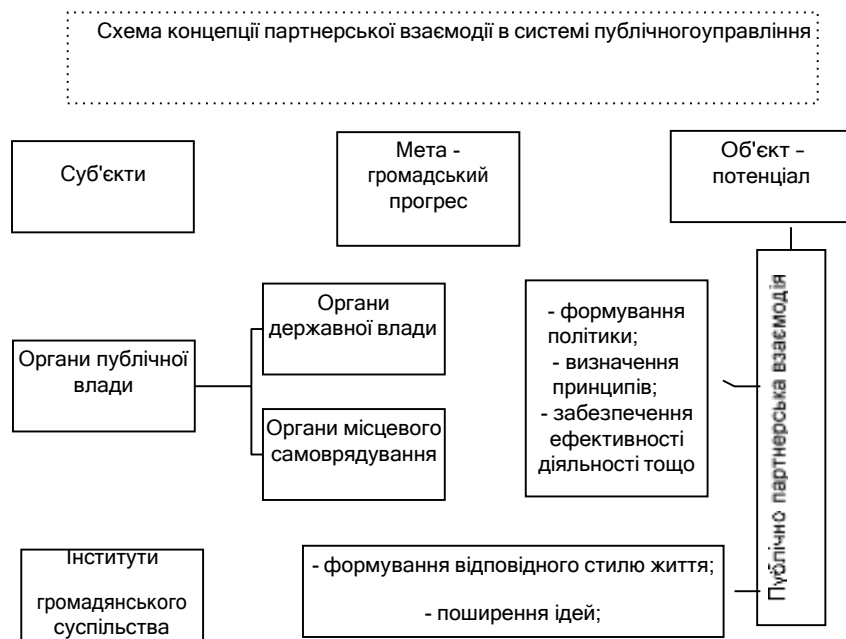 Схема концепції партнерської взаємодії в системі публічногоуправління
Суб'єкти
Мета -
громадський
прогрес
Об'єкт –
потенціал
Органи публічної
влади
Органи
державної влади
Органи місцевого
самоврядування
- формування
політики;
- визначення
принципів;
- забезпечення
ефективності
діяльності тощо
Публічно партнерська взаємодія
Інститути
громадянського
суспільства
- формування відповідного стилю життя;
- поширення ідей;